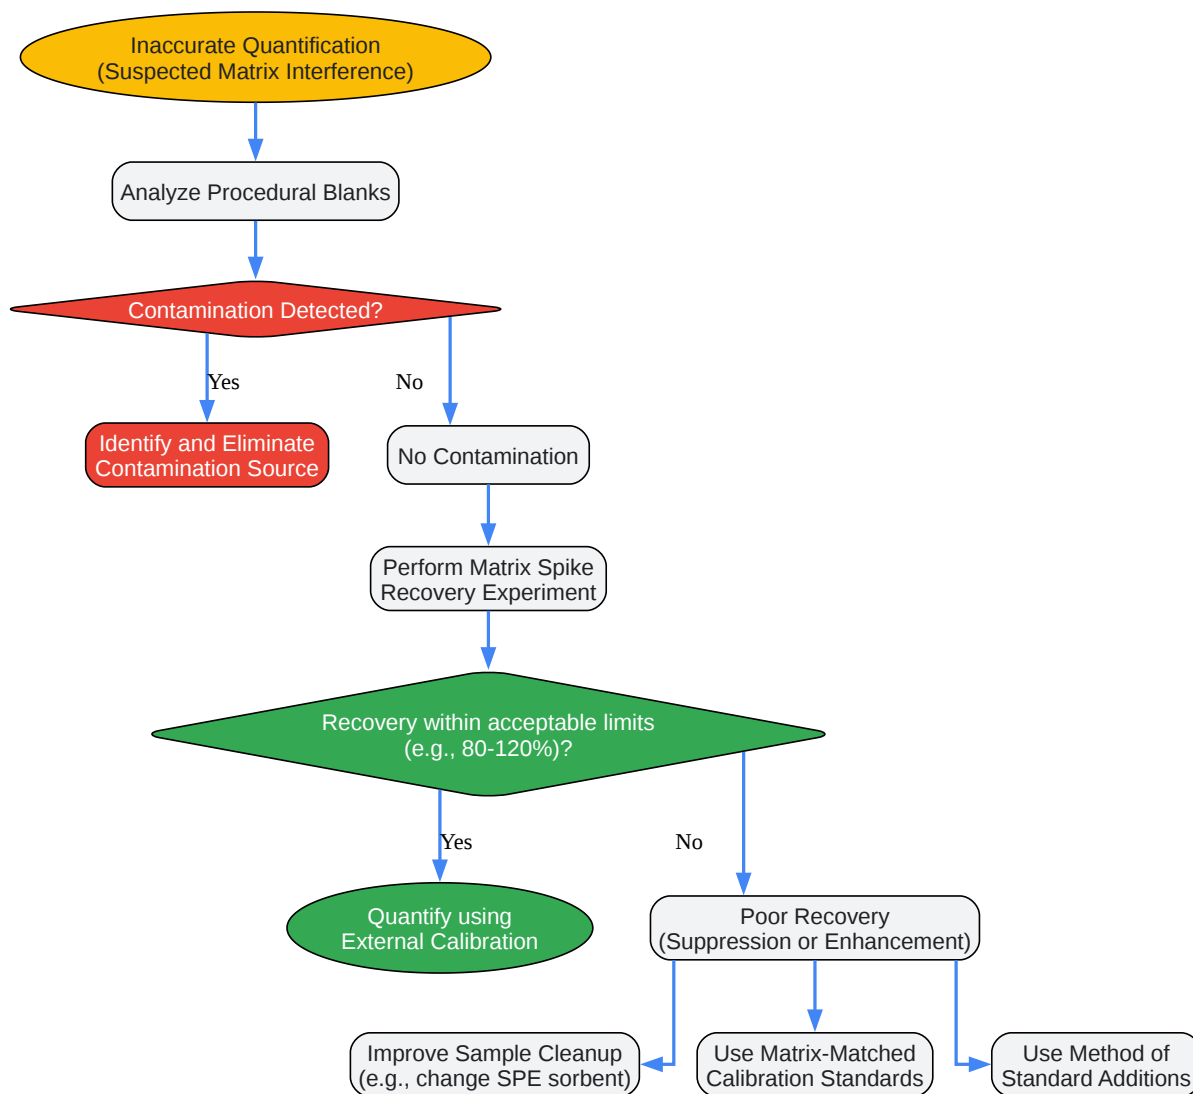 Inaccurate Quantification
(Suspected Matrix Interference)
Analyze Procedural Blanks
Contamination Detected?
Yes
No
Identify and Eliminate
Contamination Source
No Contamination
Perform Matrix Spike
Recovery Experiment
Recovery within acceptable limits
(e.g., 80-120%)?
Yes
No
Quantify using
External Calibration
Poor Recovery
(Suppression or Enhancement)
Improve Sample Cleanup
(e.g., change SPE sorbent)
Use Matrix-Matched
Calibration Standards
Use Method of
Standard Additions